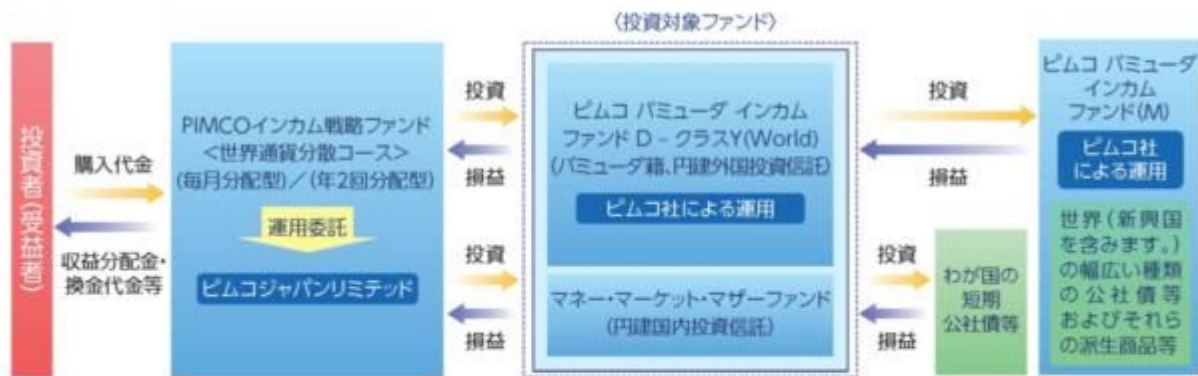 〈投資対象ファンド〉
投資者(受益者)
購入代金
収益分配金・
換金代金等
PIMCOインカム戦略ファンド
<世界通貨分散コース>
(毎月分配型)／(年2回分配型)
運用委託
ピムコジャパンリミテッド
投資
損益
投資
損益
ピムコ バミューダ インカム
ファンド D - クラスY(World)
(バミューダ籍、円建外国投資信託)
ピムコ社による運用
マネー・マーケット・マザーファンド
(円建国内投資信託)
投資
損益
投資
損益
わが国の
短期
公社債等
ピムコ バミューダ
インカム
ファンド(M)
ピムコ社
による運用
世界(新興国
を含みます。)
の幅広い種類
の公社債等
およびそれら
の派生商品等